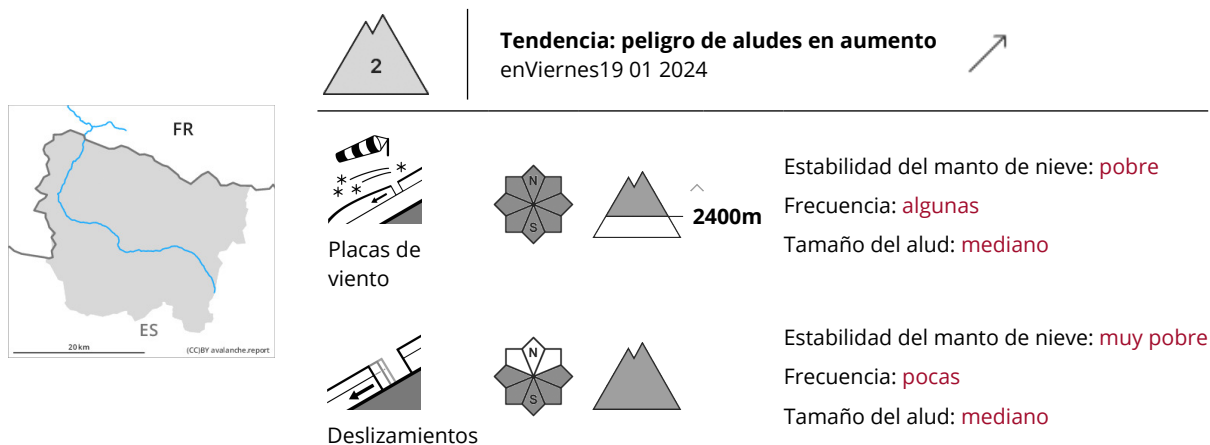 2
Tendencia: peligro de aludes en aumento
enViernes19 01 2024
FR
ES
20 km
(CC)BY avalanche.report
N
S
2400m
Placas de
viento
Estabilidad del manto de nieve: pobre
Frecuencia: algunas
Tamaño del alud: mediano
N
S
Deslizamientos
Estabilidad del manto de nieve: muy pobre
Frecuencia: pocas
Tamaño del alud: mediano